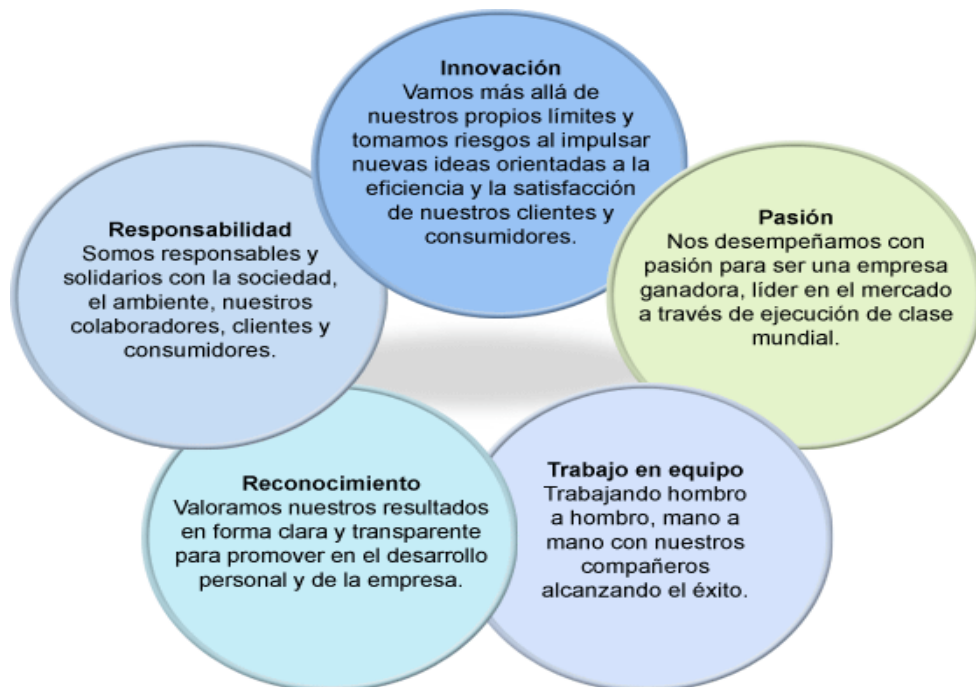 Innovación
Vamos más allá de
nuestros propios límites y
tomamos riesgos al impulsar
nuevas ideas orientadas a la
eficiencia y la satisfacción
de nuestros clientes y
consumidores.
Pasión
Nos desempeñamos con
pasión para ser una empresa
ganadora, líder en el mercado
a través de ejecución de clase
mundial.
Trabajo en equipo
Trabajando hombro
a hombro, mano a
mano con nuestros
compañeros
alcanzando el éxito.
Reconocimiento
Valoramos nuestros resultados
en forma clara y transparente
para promover en el desarrollo
personal y de la empresa.
Responsabilidad
Somos responsables y
solidarios con la sociedad,
el ambiente, nuestros
colaboradores, clientes y
consumidores.